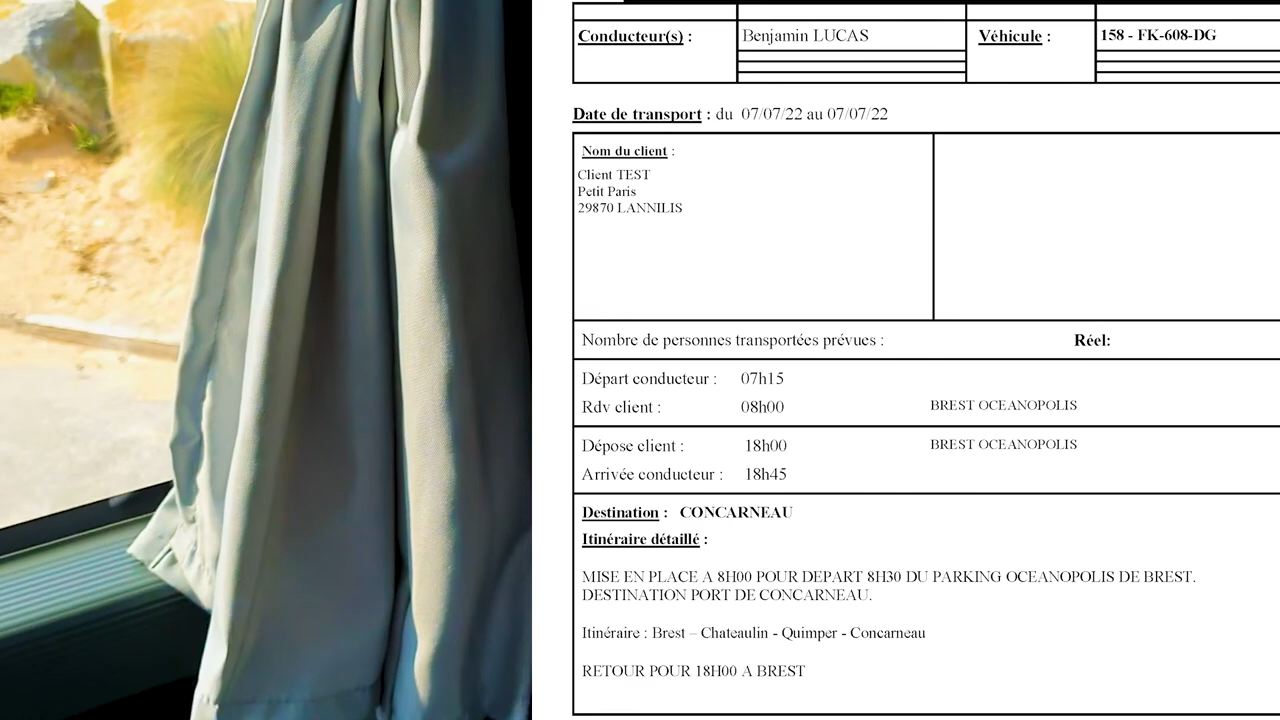 Conducteur(s) : Benjamin LUCAS Véhicule : 158 - FK-608-DG
Date de transport : du 07/07/22 au 07/07/22
Nom du client :
Client TEST
Petit Paris
29870 LANNILIS
Nombre de personnes transportées prévues : Réel:
Départ conducteur : 07h15
Rdv client : 08h00 BREST OCEANOPOLIS
Dépose client : 18h00 BREST OCEANOPOLIS
Arrivée conducteur : 18h45
Destination : CONCARNEAU
Itinéraire détaillé :
MISE EN PLACE A 8H00 POUR DEPART 8H30 DU PARKING OCEANOPOLIS DE BREST.
DESTINATION PORT DE CONCARNEAU.
Itinéraire : Brest – Chateaulin - Quimper - Concarneau
RETOUR POUR 18H00 A BREST